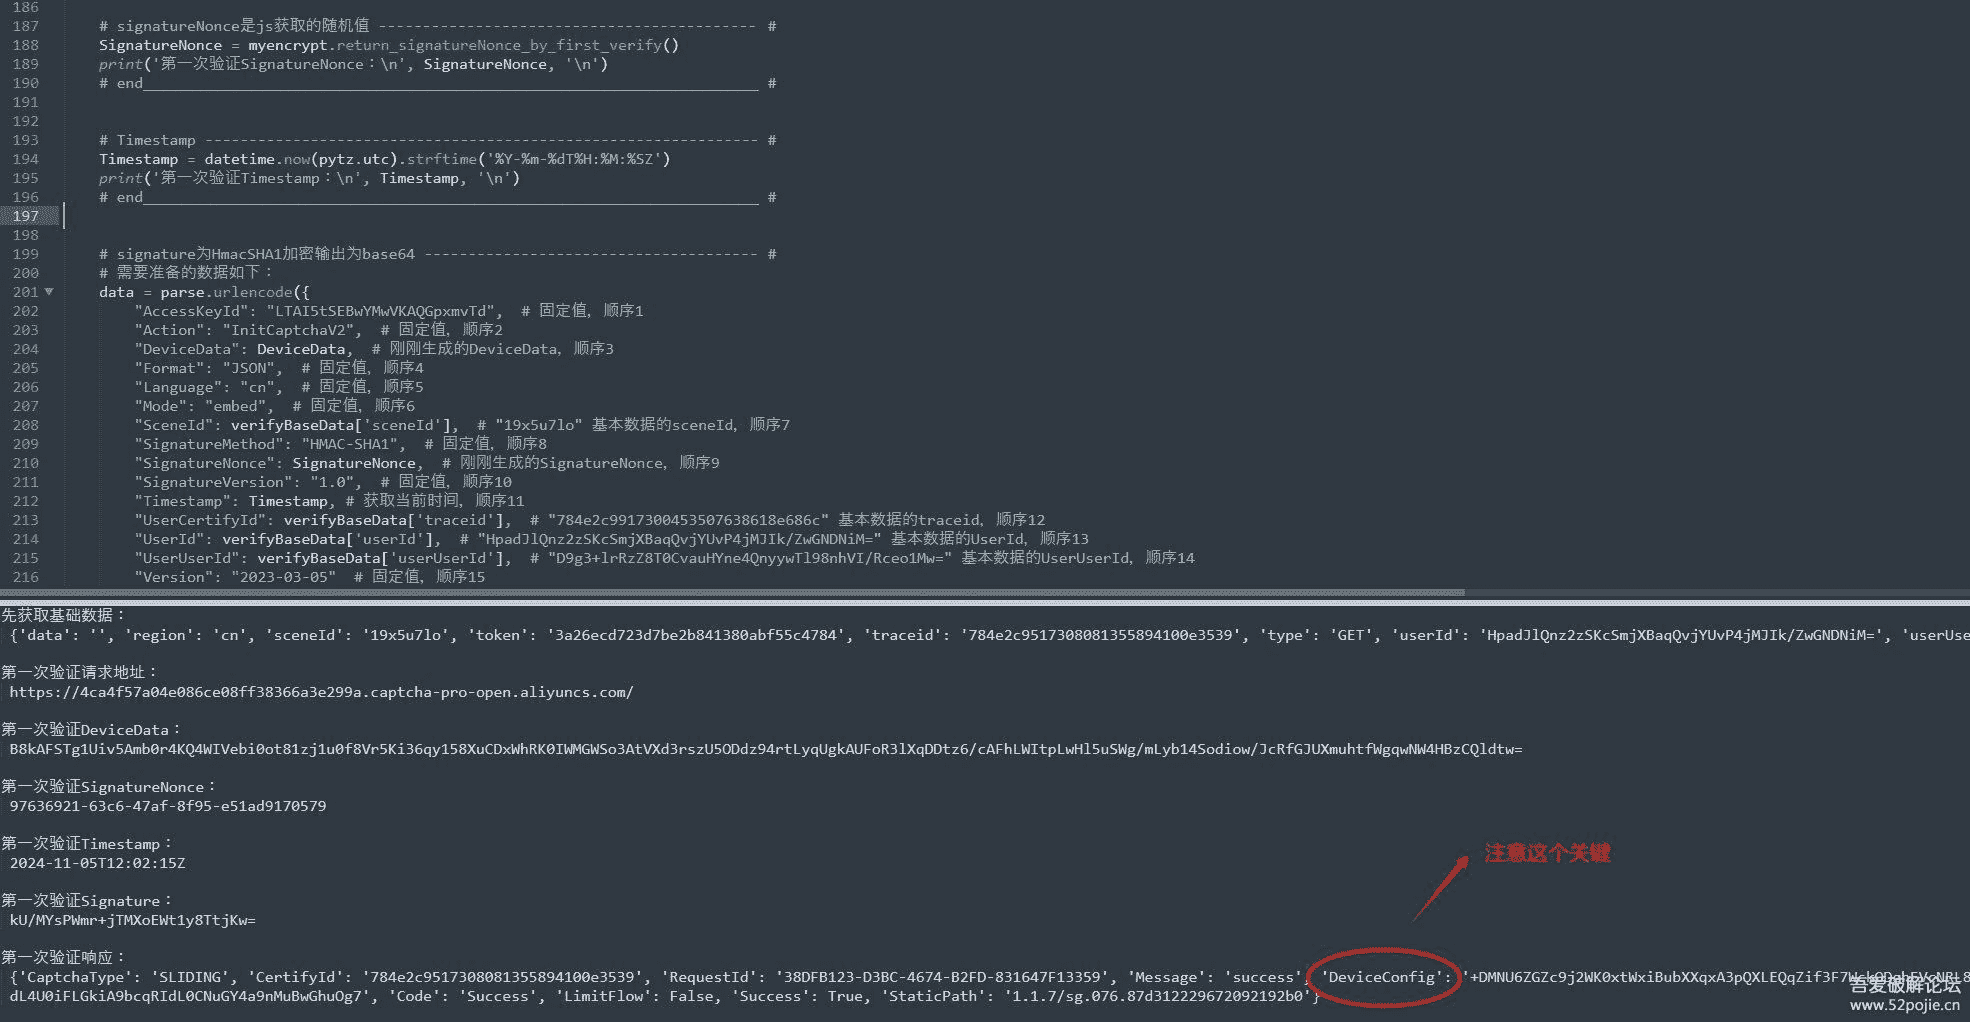 186
187 # signatureNonce是js获取的随机值 ------------------------------------------- #
188 SignatureNonce = myencrypt.return_signatureNonce_by_first_verify()
189 print('第一次验证SignatureNonce：\n', SignatureNonce, '\n')
190 # end______________________________________________________________________ #
191
192
193 # Timestamp --------------------------------------------------------------- #
194 Timestamp = datetime.now(pytz.utc).strftime('%Y-%m-%dT%H:%M:%SZ')
195 print('第一次验证Timestamp：\n', Timestamp, '\n')
196 # end______________________________________________________________________ #
197
198
199 # signature为HmacSHA1加密输出为base64 -------------------------------------- #
200 # 需要准备的数据如下：
201 data = parse.urlencode({
202 "AccessKeyId": "LTAI5tSEBwYMwVKAQGpxmvTd", # 固定值, 顺序1
203 "Action": "InitCaptchaV2", # 固定值, 顺序2
204 "DeviceData": DeviceData, # 刚刚生成的DeviceData, 顺序3
205 "Format": "JSON", # 固定值, 顺序4
206 "Language": "cn", # 固定值, 顺序5
207 "Mode": "embed", # 固定值, 顺序6
208 "SceneId": verifyBaseData['sceneId'], # "19x5u7lo" 基本数据的sceneId, 顺序7
209 "SignatureMethod": "HMAC-SHA1", # 固定值, 顺序8
210 "SignatureNonce": SignatureNonce, # 刚刚生成的SignatureNonce, 顺序9
211 "SignatureVersion": "1.0", # 固定值, 顺序10
212 "Timestamp": Timestamp, # 获取当前时间, 顺序11
213 "UserCertifyId": verifyBaseData['traceid'], # "784e2c9917300453507638618e686c" 基本数据的traceid, 顺序12
214 "UserId": verifyBaseData['userId'], # "HpadJlQnz2zSKcSmjXBaqQvjYUvP4jMJIk/ZwGNDNiM=" 基本数据的UserId, 顺序13
215 "UserUserId": verifyBaseData['userUserId'], # "D9g3+lrRzZ8T0CvauHYne4QnyywTl98nhVI/Rceo1Mw=" 基本数据的UserUserId, 顺序14
216 "Version": "2023-03-05" # 固定值, 顺序15
先获取基础数据：
{'data': '', 'region': 'cn', 'sceneId': '19x5u7lo', 'token': '3a26ecd723d7be2b841380abf55c4784', 'traceid': '784e2c9517308081355894100e3539', 'type': 'GET', 'userId': 'HpadJlQnz2zSKcSmjXBaqQvjYUvP4jMJIk/ZwGNDNiM=', 'userUse
第一次验证请求地址：
https://4ca4f57a04e086ce08ff38366a3e299a.captcha-pro-open.aliyuncs.com/
第一次验证DeviceData：
B8kAFSTg1Uiv5Amb0r4KQ4WIVebi0ot81zj1u0f8Vr5Ki36qy158XuCDxWhRK0IWMGWSo3AtVXd3rszU5ODdz94rtLyqUgkAUFoR3lXqDDtz6/cAFhLWItpLwHl5uSWg/mLyb14Sodiow/JcRfGJUXmuhtfWgqwNW4HBzCQldtw=
第一次验证SignatureNonce：
97636921-63c6-47af-8f95-e51ad9170579
第一次验证Timestamp：
2024-11-05T12:02:15Z
注意这个关键
第一次验证Signature：
kU/MYsPWmr+jTMXoEWt1y8TtjKw=
第一次验证响应：
{'CaptchaType': 'SLIDING', 'CertifyId': '784e2c9517308081355894100e3539', 'RequestId': '38DFB123-D3BC-4674-B2FD-831647F13359', 'Message': 'success', 'DeviceConfig':
dL4U0iFLGkiA9bcqRIdL0CNuGY4a9nMuBwGhuOg7', 'Code': 'Success', 'LimitFlow': False, 'Success': True, 'StaticPath': '1.1.7/sg.076.87d312229672092192b0'}
吾爱破解论坛
www.52pojie.cn